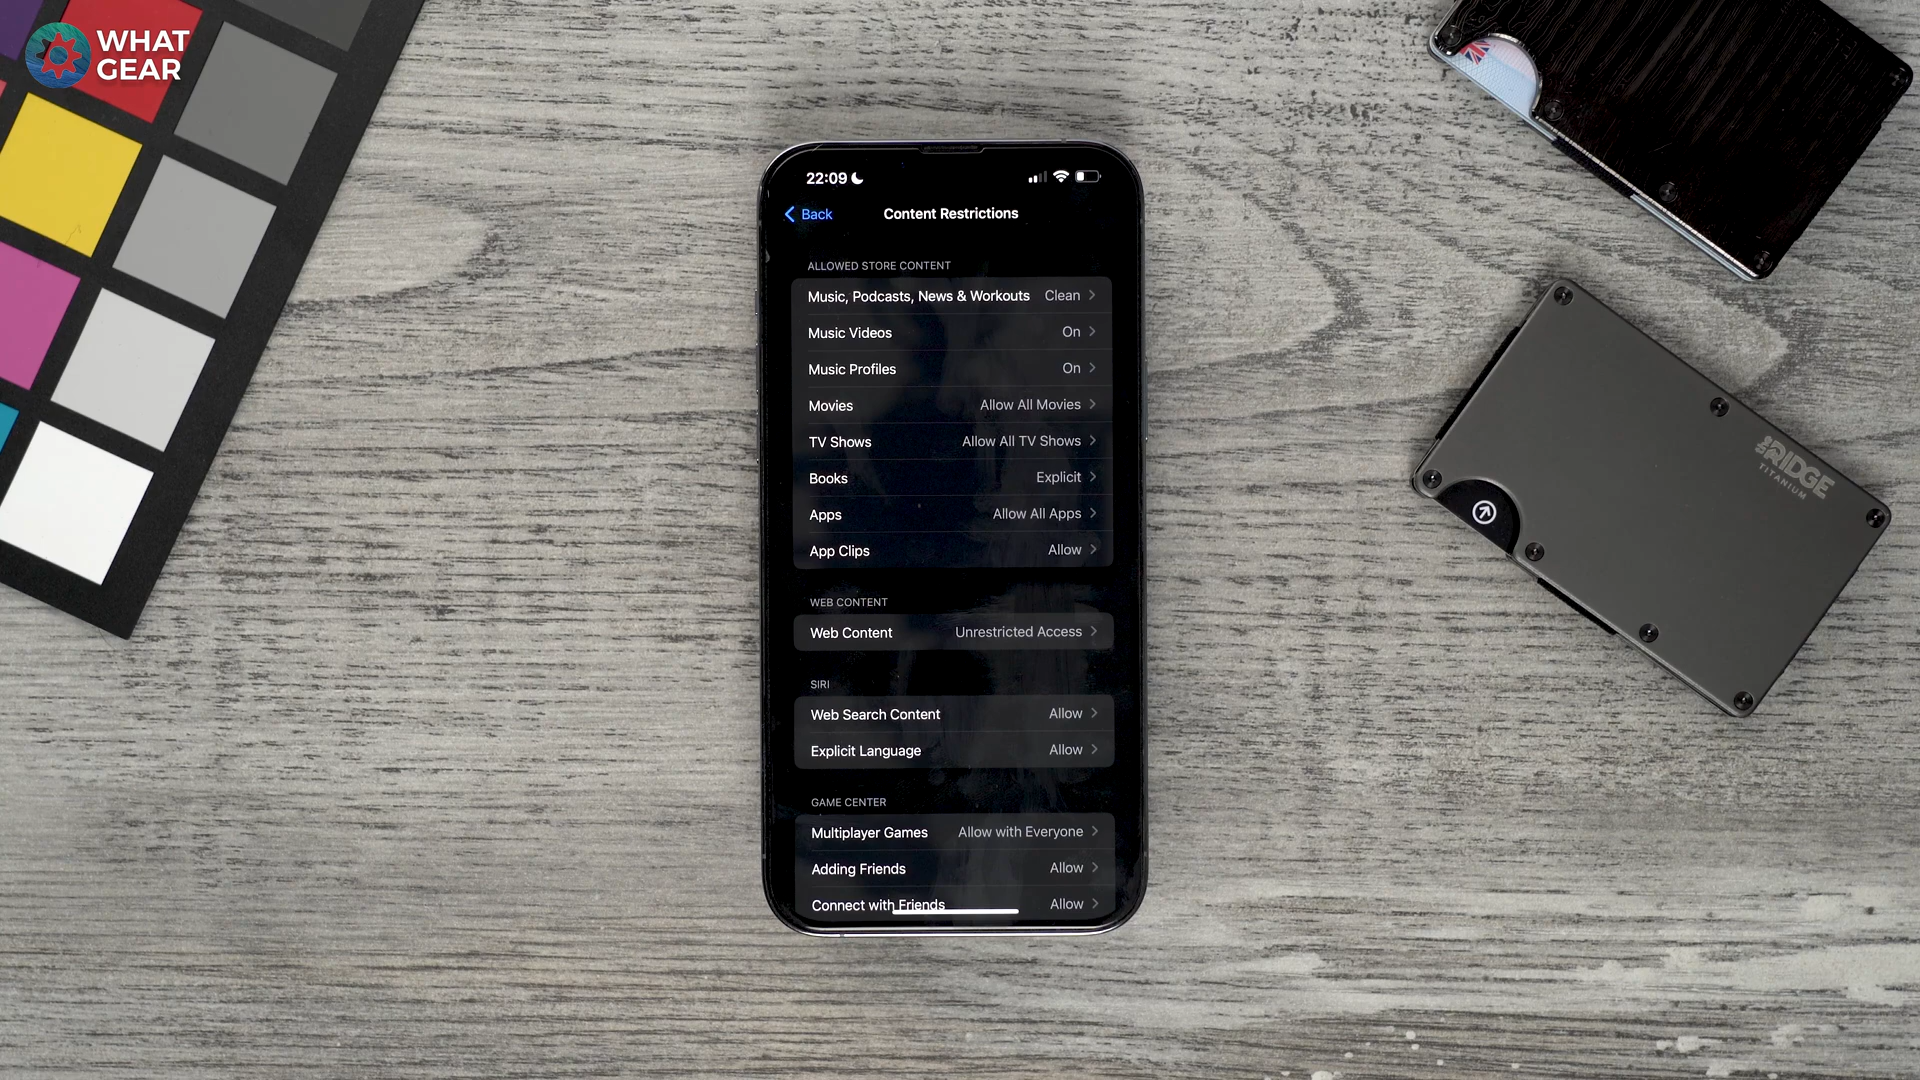 WHAT
GEAR
22:09
Back
Content Restrictions
ALLOWED STORE CONTENT
Music, Podcasts, News & Workouts Clean
Music Videos On
Music Profiles On
Movies Allow All Movies
TV Shows Allow All TV Shows
Books Explicit
Apps Allow All Apps
App Clips Allow
WEB CONTENT
Web Content Unrestricted Access
SIRI
Web Search Content Allow
Explicit Language Allow
GAME CENTER
Multiplayer Games Allow with Everyone
Adding Friends Allow
Connect with Friends Allow
RIDGE
TITANIUM